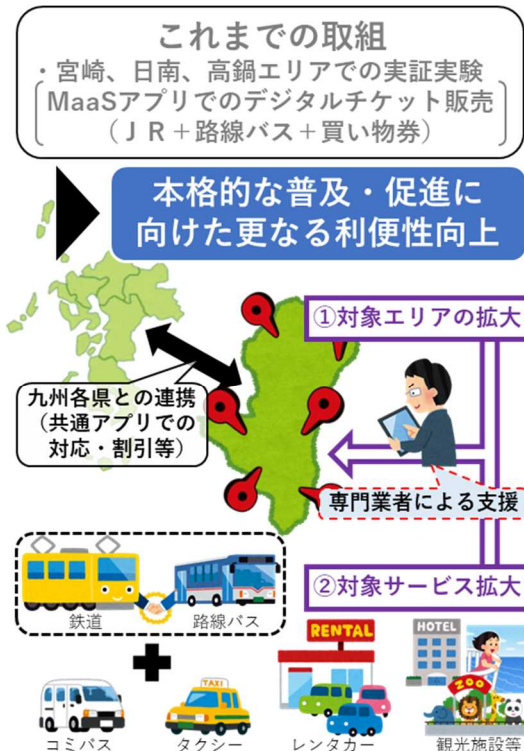 これまでの取組
・宮崎、日南、高鍋エリアでの実証実験
MaaSアプリでのデジタルチケット販売
（ＪＲ＋路線バス＋買い物券）
本格的な普及・促進に
向けた更なる利便性向上
①対象エリアの拡大
九州各県との連携
（共通アプリでの
対応・割引等）
専門業者による支援
②対象サービス拡大
鉄道
路線バス
RENTAL
HOTEL
ZOO
TAXI
コミバス
タクシー
レンタカー
観光施設等